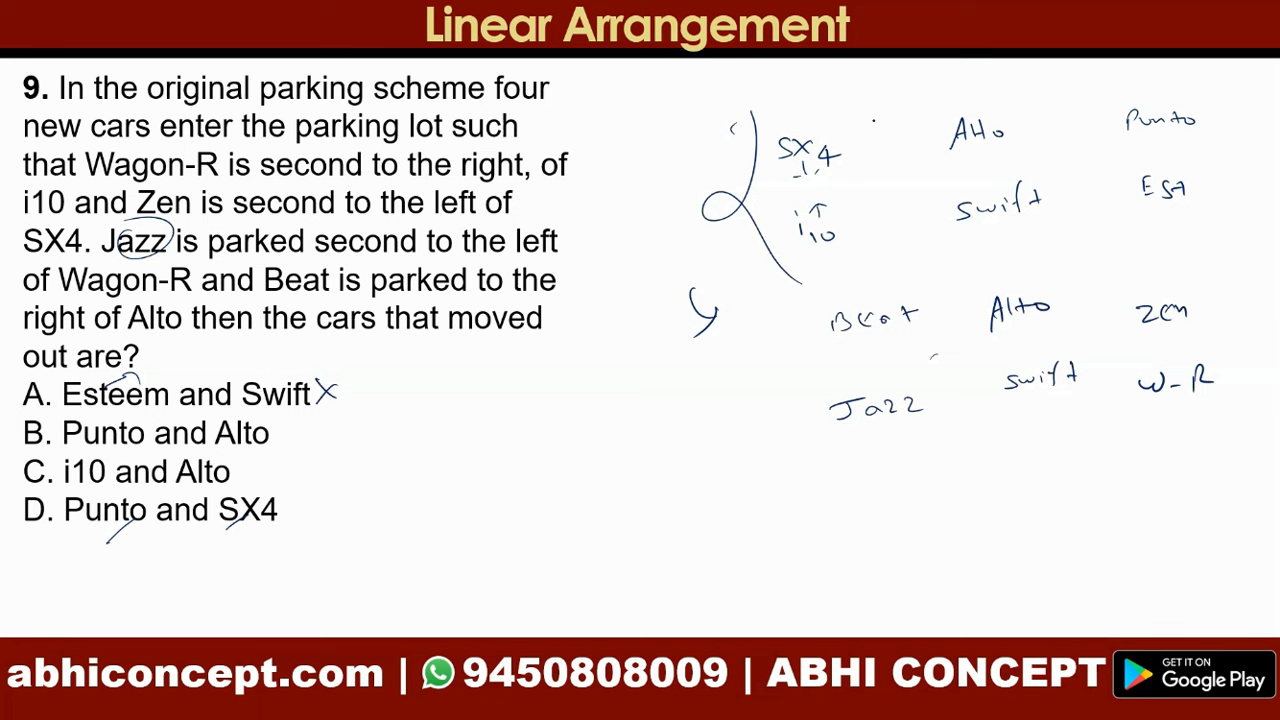 Linear Arrangement
9. In the original parking scheme four
new cars enter the parking lot such
that Wagon-R is second to the right, of
i10 and Zen is second to the left of
SX4. Jazz is parked second to the left
of Wagon-R and Beat is parked to the
right of Alto then the cars that moved
out are?
A. Esteem and Swift X
B. Punto and Alto
C. i10 and Alto
D. Punto and SX4
SX4 Alto Punto
i10 Swift Est
Beat Alto Zen
Jazz Swift W-R
abhiconcept.com | 9450808009 | ABHI CONCEPT
GET IT ON
Google Play